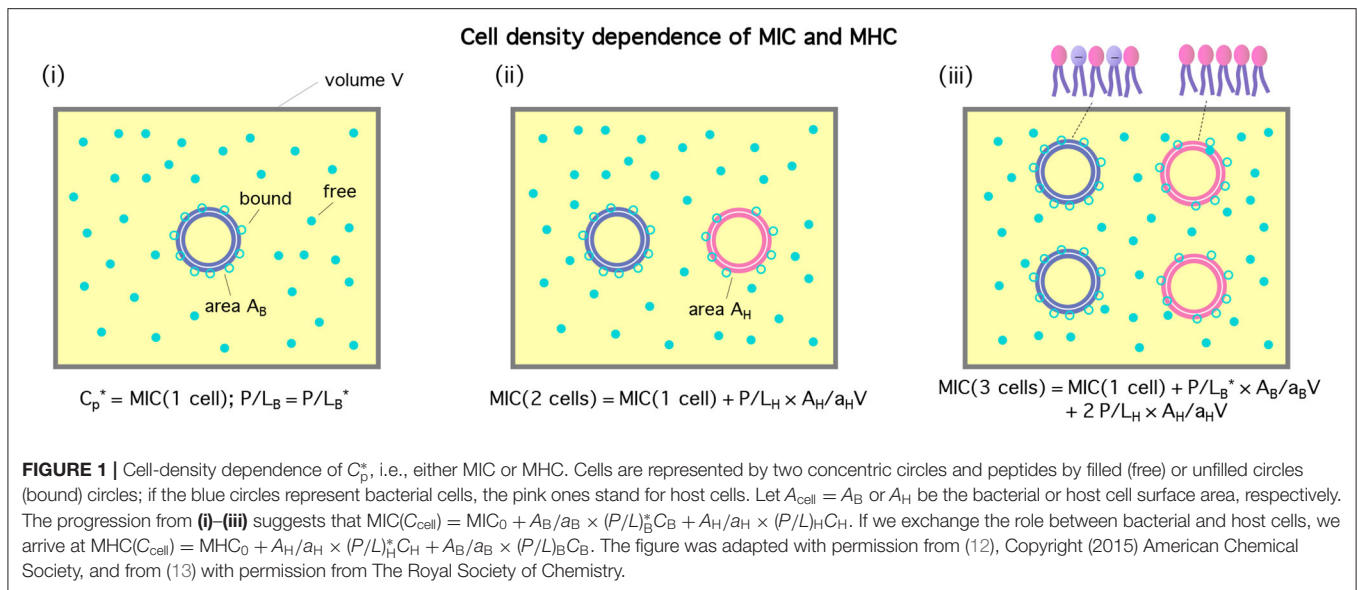 Cell density dependence of MIC and MHC
(i)
volume V
bound
free
area A_B
C_p* = MIC(1 cell); P/L_B = P/L_B*
(ii)
area A_H
MIC(2 cells) = MIC(1 cell) + P/L_H × A_H/a_HV
(iii)
− −
MIC(3 cells) = MIC(1 cell) + P/L_B* × A_B/a_BV
+ 2 P/L_H × A_H/a_HV
FIGURE 1 | Cell-density dependence of C_p*, i.e., either MIC or MHC. Cells are represented by two concentric circles and peptides by filled (free) or unfilled circles
(bound) circles; if the blue circles represent bacterial cells, the pink ones stand for host cells. Let A_cell = A_B or A_H be the bacterial or host cell surface area, respectively.
The progression from (i)–(iii) suggests that MIC(C_cell) = MIC_0 + A_B/a_B × (P/L)*_B C_B + A_H/a_H × (P/L)_H C_H. If we exchange the role between bacterial and host cells, we
arrive at MHC(C_cell) = MHC_0 + A_H/a_H × (P/L)*_H C_H + A_B/a_B × (P/L)_B C_B. The figure was adapted with permission from (12), Copyright (2015) American Chemical
Society, and from (13) with permission from The Royal Society of Chemistry.